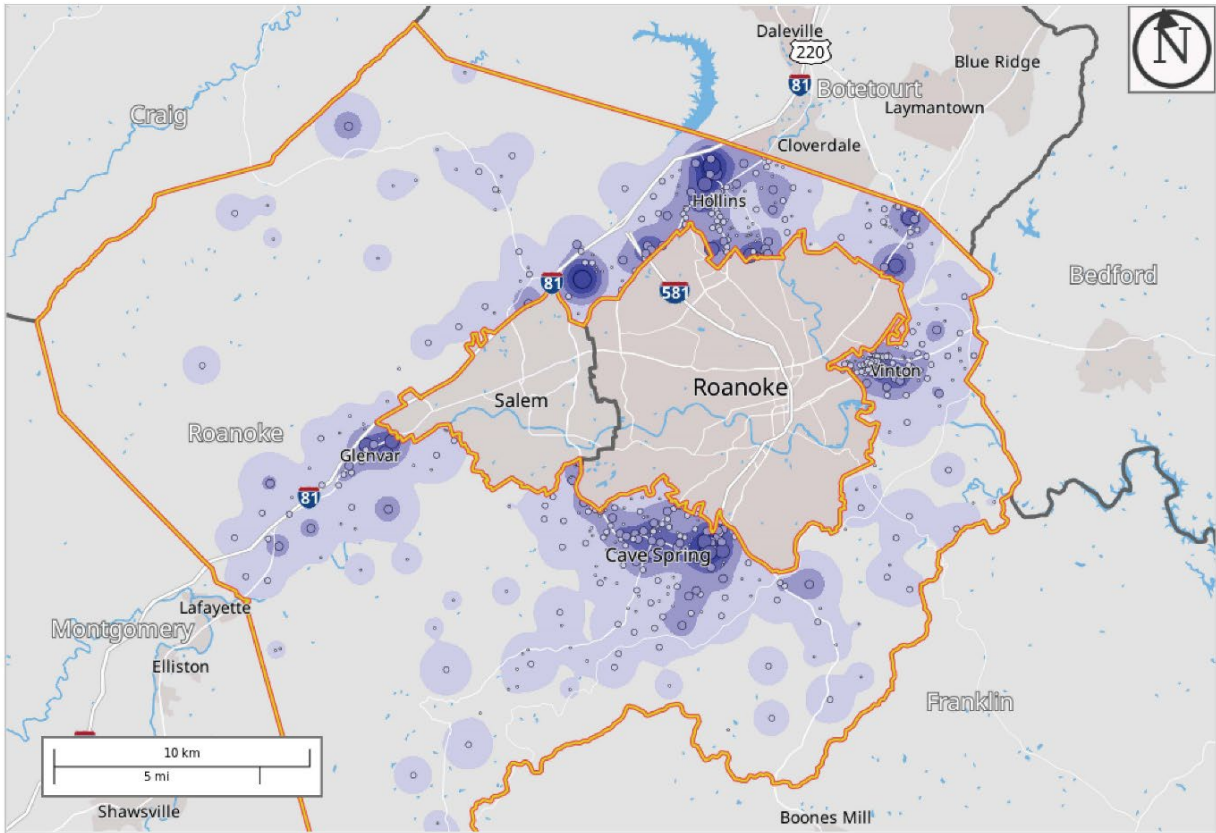 Daleville
220
Blue Ridge
N
81
Botetourt
Craig
Laymantown
Cloverdale
Hollins
Bedford
81
581
Vinton
Roanoke
Salem
Roanoke
Glenvar
81
Cave Spring
Lafayette
Montgomery
Elliston
Franklin
10 km
5 mi
Shawsville
Boones Mill